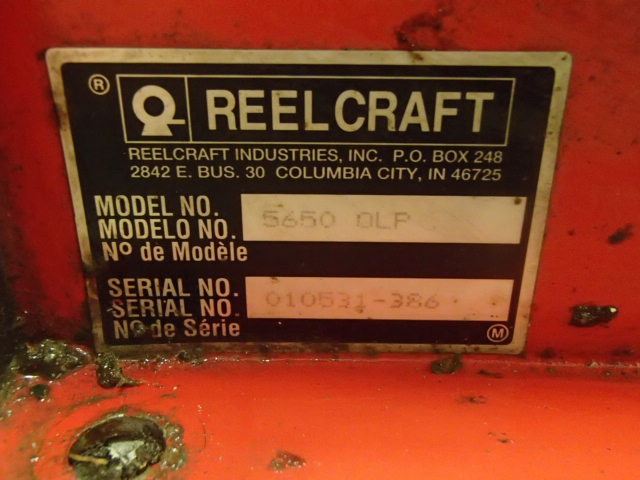 ® REELCRAFT
REELCRAFT INDUSTRIES, INC. P.O. BOX 248
2842 E. BUS. 30 COLUMBIA CITY, IN 46725
MODEL NO.
MODELO NO. 5650 OLP
Nº de Modèle
SERIAL NO.
SERIAL NO. 010531-386
Nº de Série
M